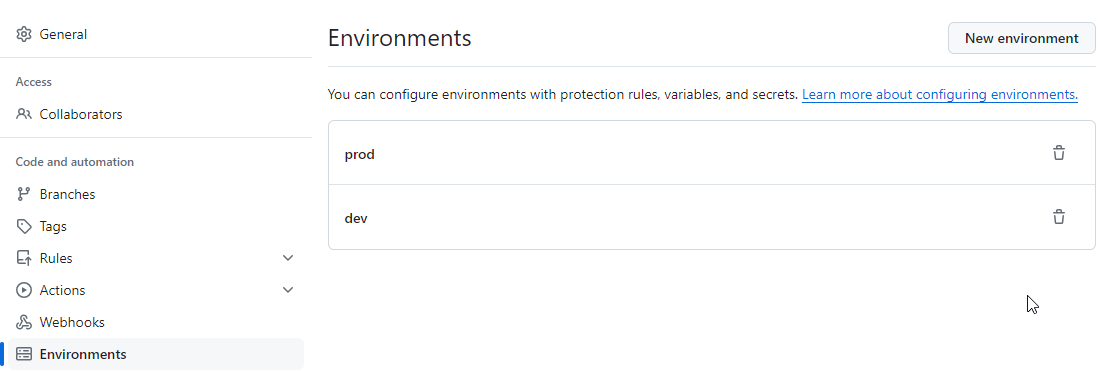 General
Access
Collaborators
Code and automation
Branches
Tags
Rules
Actions
Webhooks
Environments
Environments
New environment
You can configure environments with protection rules, variables, and secrets. Learn more about configuring environments.
prod
dev